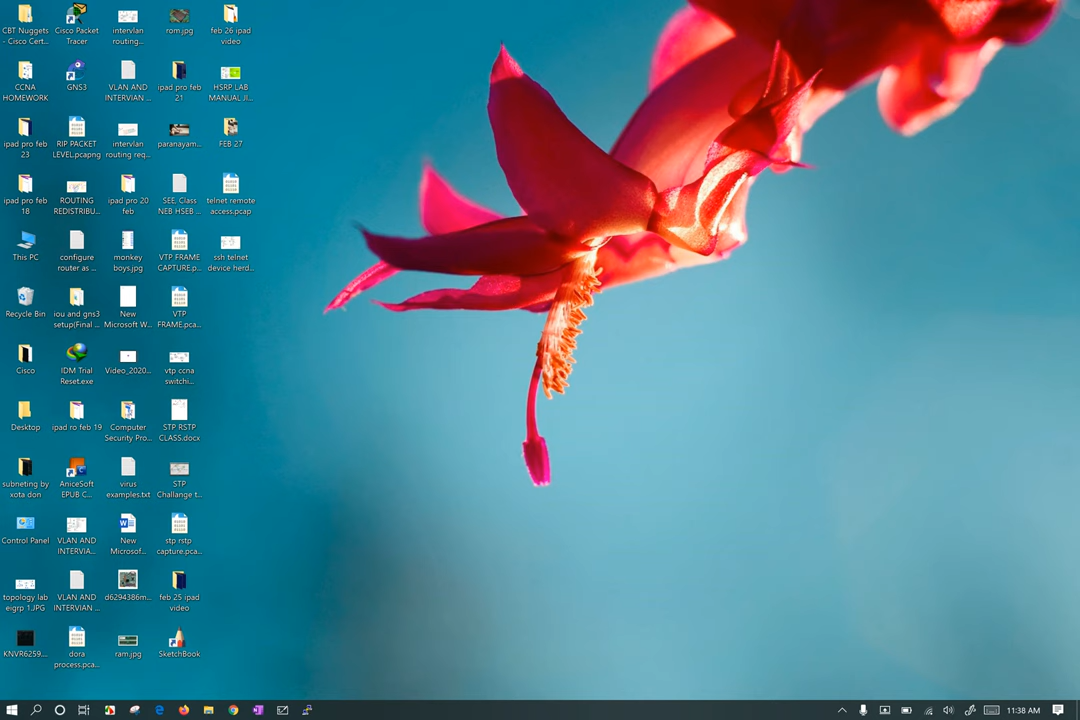 CBT Nuggets
- Cisco Cert...
Cisco Packet
Tracer
intervlan
routing...
rom.jpg
feb 26 ipad
video
CCNA
HOMEWORK
GNS3
VLAN AND
INTERVIAN ...
ipad pro feb
21
HSRP LAB
MANUAL JI...
ipad pro feb
23
RIP PACKET
LEVEL.pcapng
intervlan
routing req...
paranayam...
FEB 27
ipad pro feb
18
ROUTING
REDISTRIBU...
ipad pro 20
feb
SEE, Class
NEB HSEB ...
telnet remote
access.pcap
This PC
configure
router as ...
monkey
boys.jpg
VTP FRAME
CAPTURE.p...
ssh telnet
device herd...
Recycle Bin
iou and gns3
setup(Final ...
New
Microsoft W...
VTP
FRAME.pca...
Cisco
IDM Trial
Reset.exe
Video_2020...
vtp ccna
switchi...
Desktop
ipad ro feb 19
Computer
Security Pro...
STP RSTP
CLASS.docx
subneting by
xota don
AniceSoft
EPUB C...
virus
examples.txt
STP
Challange t...
Control Panel
VLAN AND
INTERVIA...
New
Microsof...
stp rstp
capture.pca...
topology lab
eigrp 1.JPG
VLAN AND
INTERVIAN ...
d6294386m...
feb 25 ipad
video
KNVR6259....
dora
process.pca...
ram.jpg
SketchBook
11:38 AM